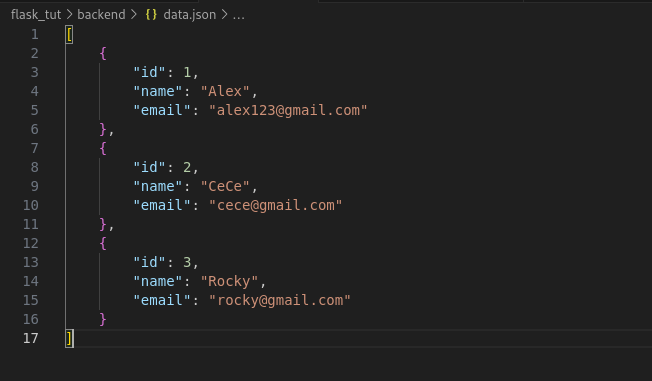 flask_tut > backend > {} data.json > ...
1 [
2     {
3         "id": 1,
4         "name": "Alex",
5         "email": "alex123@gmail.com"
6     },
7     {
8         "id": 2,
9         "name": "CeCe",
10         "email": "cece@gmail.com"
11     },
12     {
13         "id": 3,
14         "name": "Rocky",
15         "email": "rocky@gmail.com"
16     }
17 ]